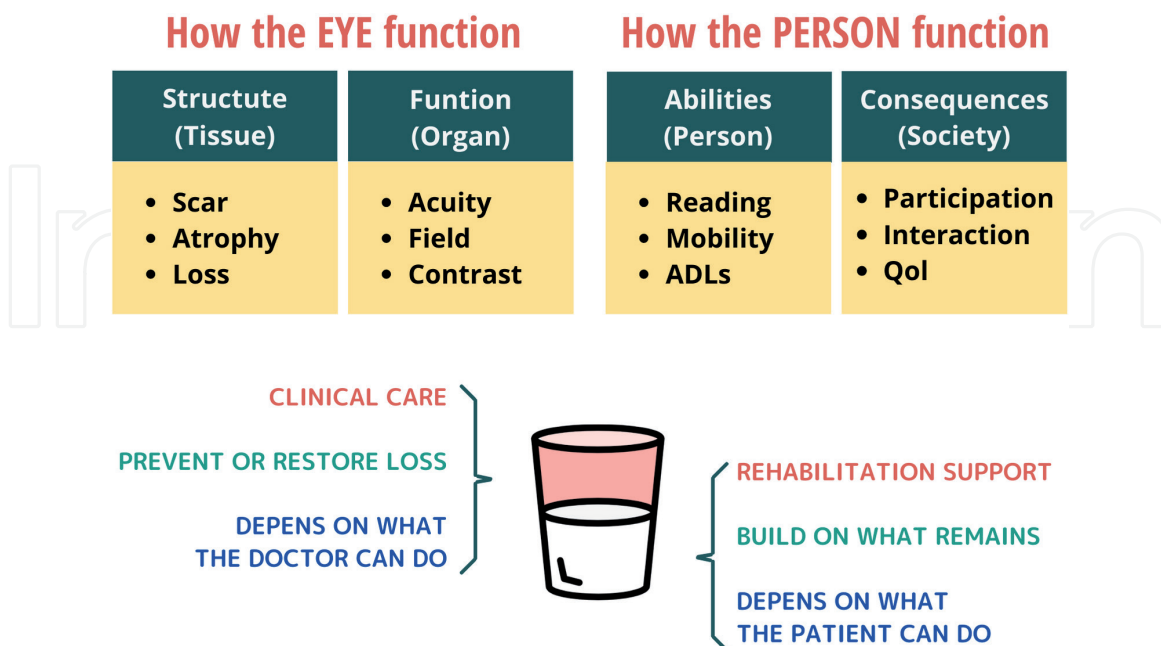 How the EYE function
How the PERSON function
Structute
(Tissue)
Funtion
(Organ)
Abilities
(Person)
Consequences
(Society)
• Scar
• Atrophy
• Loss
• Acuity
• Field
• Contrast
• Reading
• Mobility
• ADLs
• Participation
• Interaction
• Qol
CLINICAL CARE
PREVENT OR RESTORE LOSS
DEPENS ON WHAT
THE DOCTOR CAN DO
REHABILITATION SUPPORT
BUILD ON WHAT REMAINS
DEPENS ON WHAT
THE PATIENT CAN DO